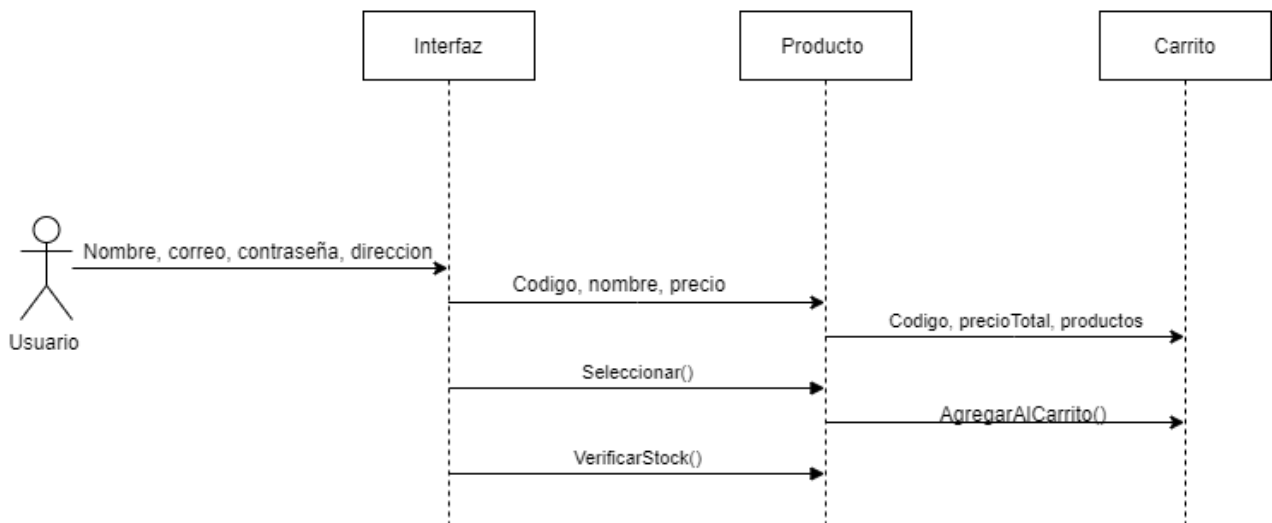 Interfaz
Producto
Carrito
Nombre, correo, contraseña, direccion
Codigo, nombre, precio
Codigo, precioTotal, productos
Usuario
Seleccionar()
AgregarAlCarrito()
VerificarStock()